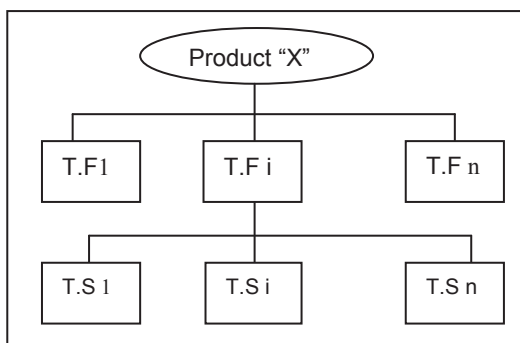 Product “X”
T.F1
T.F i
T.F n
T.S 1
T.S i
T.S n